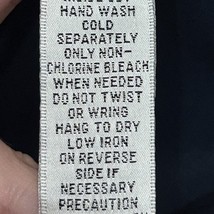 HAND WASH
COLD
SEPARATELY
ONLY NON-
CHLORINE BLEACH
WHEN NEEDED
DO NOT TWIST
OR WRING
HANG TO DRY
LOW IRON
ON REVERSE
SIDE IF
NECESSARY
PRECAUTION